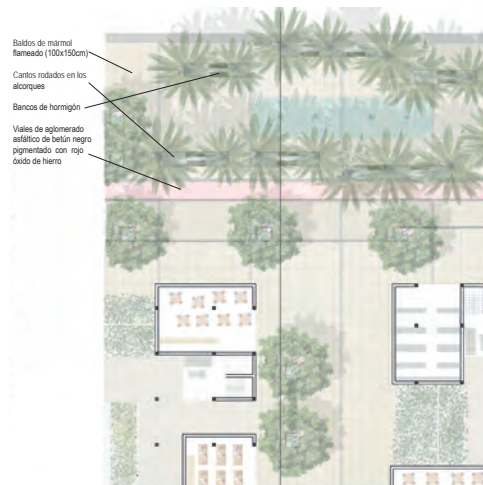 Baldos de mármol
flameado (100x150cm)
Cantos rodados en los
alcorques
Bancos de hormigón
Viales de aglomerado
asfáltico de betún negro
pigmentado con rojo
óxido de hierro